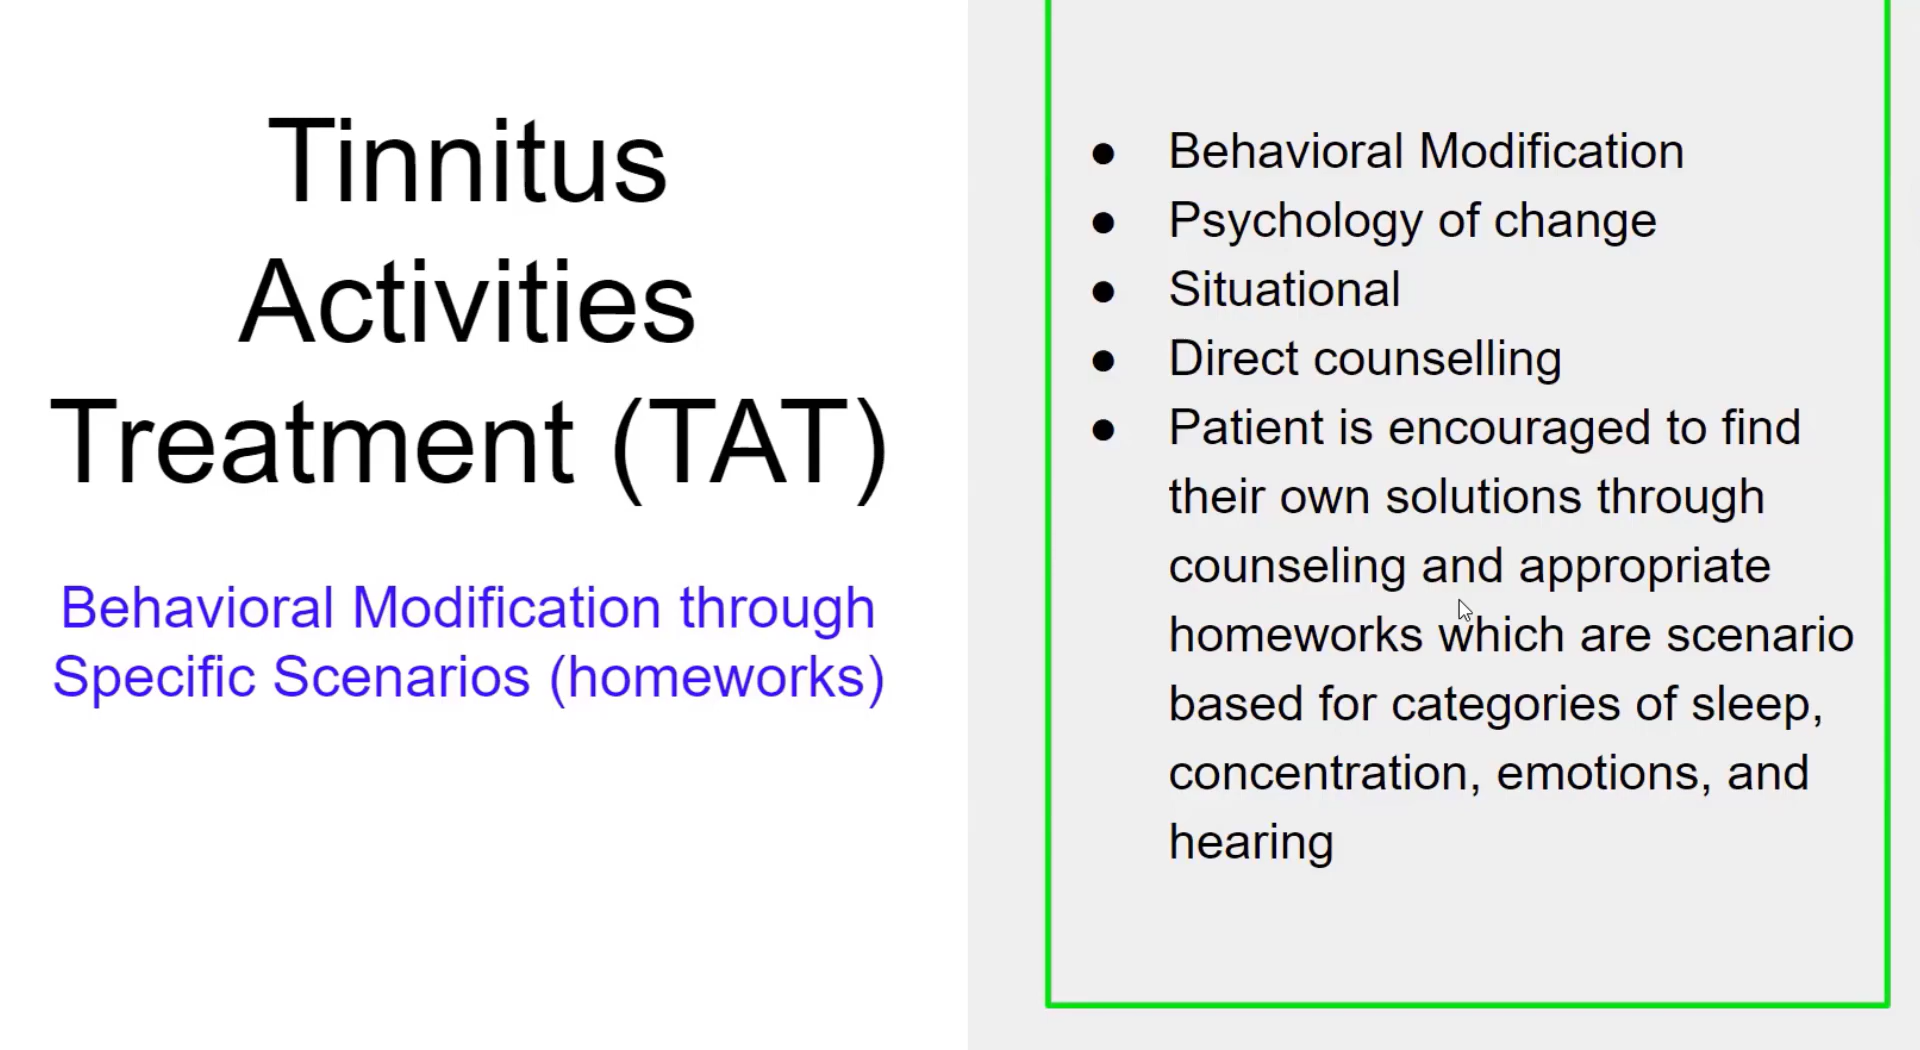 Tinnitus
Activities
Treatment (TAT)
Behavioral Modification through
Specific Scenarios (homeworks)
● Behavioral Modification
● Psychology of change
● Situational
● Direct counselling
● Patient is encouraged to find
their own solutions through
counseling and appropriate
homeworks which are scenario
based for categories of sleep,
concentration, emotions, and
hearing